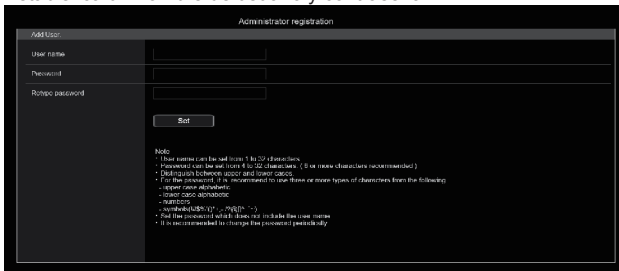 Administrator registration
Add User.
User name
Password
Retype password
Set
Note
・User name can be set from 1 to 32 characters.
・Password can be set from 4 to 32 characters. ( 8 or more characters recommended )
・Distinguish between upper and lower cases.
・For the password, it is recommend to use three or more types of characters from the following
- upper case alphabetic
- lower case alphabetic
- numbers
- symbols
・Set the password which does not include the user name
・It is recommended to change the password periodically